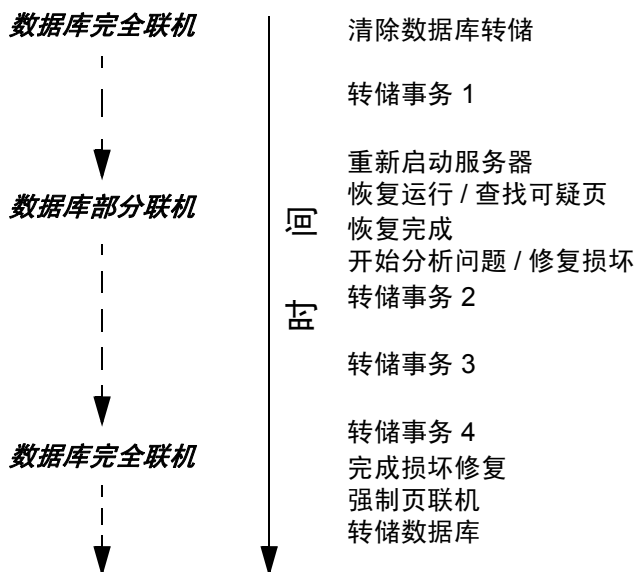 数据库完全联机
清除数据库转储
转储事务 1
重新启动服务器
数据库部分联机
恢复运行 / 查找可疑页
恢复完成
开始分析问题 / 修复损坏
时间
转储事务 2
转储事务 3
转储事务 4
数据库完全联机
完成损坏修复
强制页联机
转储数据库